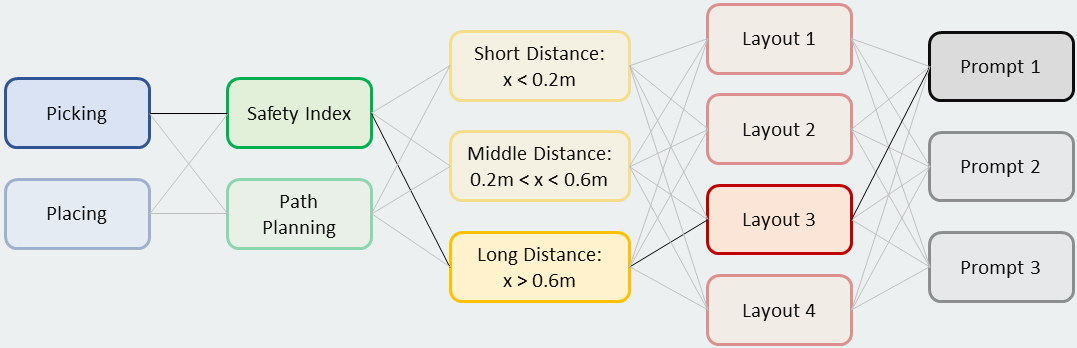 Picking
Placing
Safety Index
Path
Planning
Short Distance:
x < 0.2m
Middle Distance:
0.2m < x < 0.6m
Long Distance:
x > 0.6m
Layout 1
Layout 2
Layout 3
Layout 4
Prompt 1
Prompt 2
Prompt 3